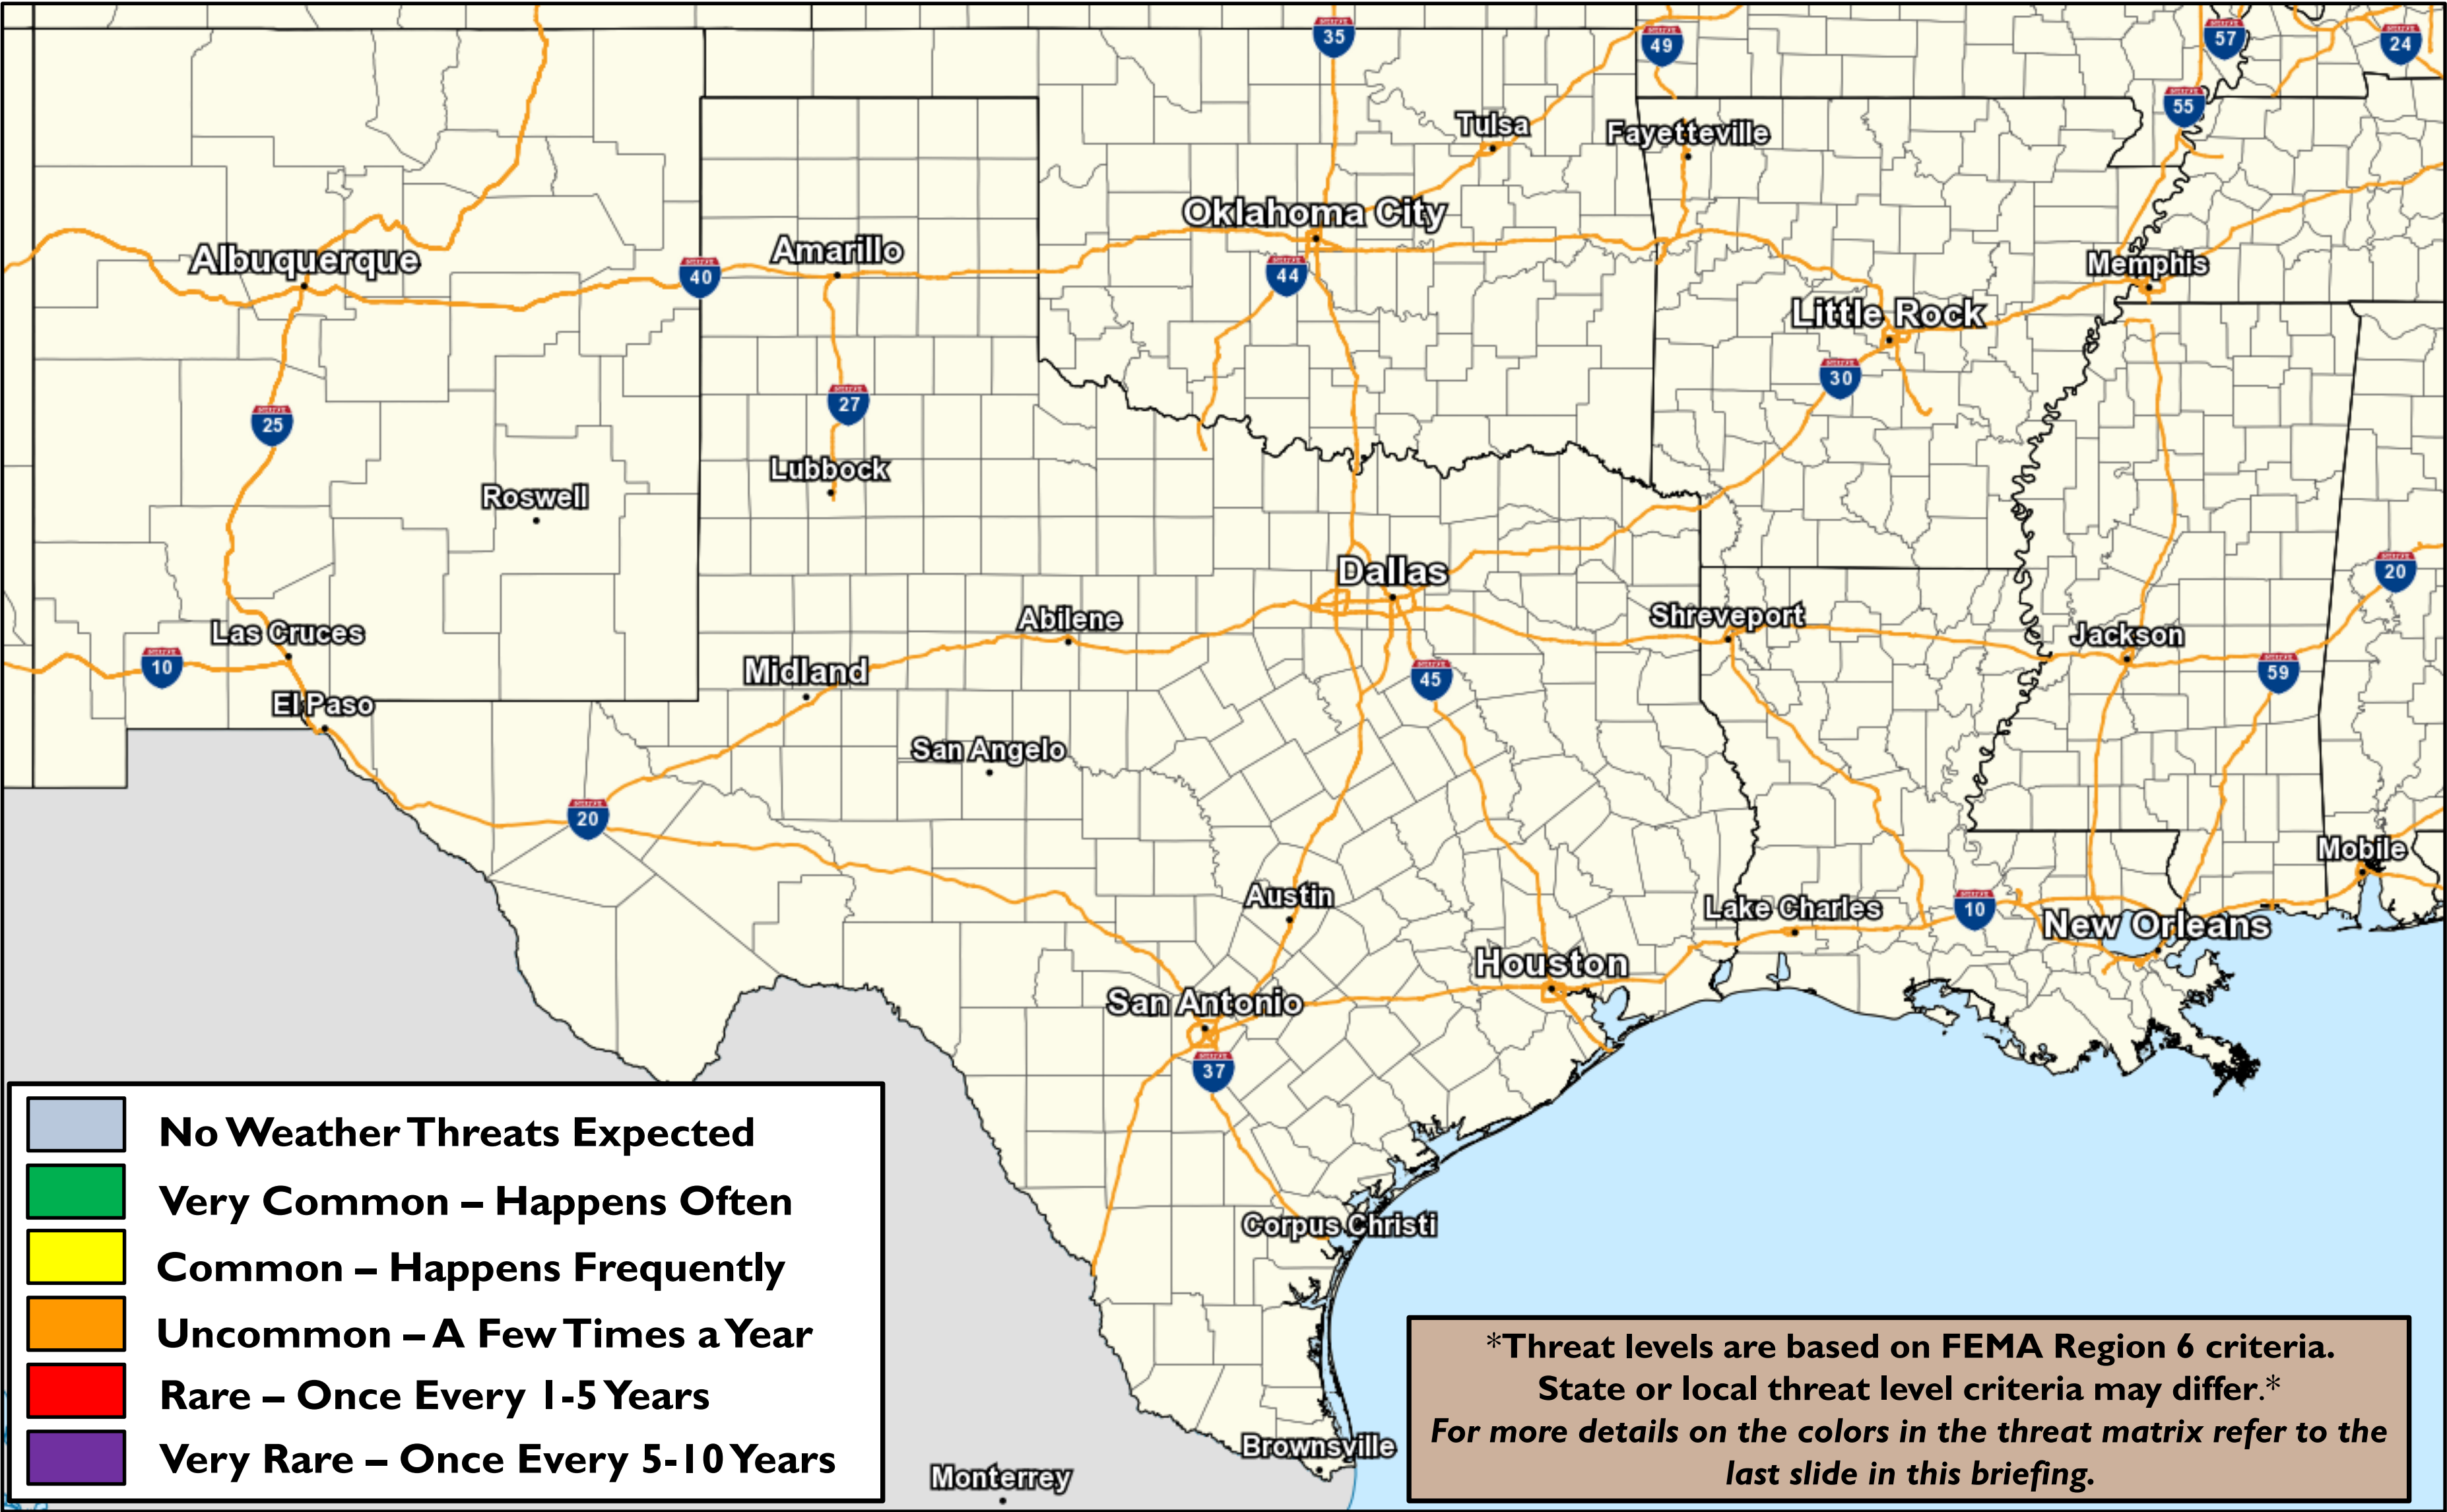 35
49
57
24
55
Tulsa
Fayetteville
Oklahoma City
Albuquerque
Amarillo
40
44
Memphis
Little Rock
30
25
27
Lubbock
Roswell
Dallas
20
Las Cruces
Abilene
Shreveport
Jackson
10
Midland
45
59
El Paso
San Angelo
20
Mobile
Austin
Lake Charles
10
New Orleans
Houston
San Antonio
37
Corpus Christi
Brownsville
Monterrey
No Weather Threats Expected
Very Common – Happens Often
Common – Happens Frequently
Uncommon – A Few Times a Year
Rare – Once Every 1-5 Years
Very Rare – Once Every 5-10 Years
*Threat levels are based on FEMA Region 6 criteria.
State or local threat level criteria may differ.*
For more details on the colors in the threat matrix refer to the
last slide in this briefing.